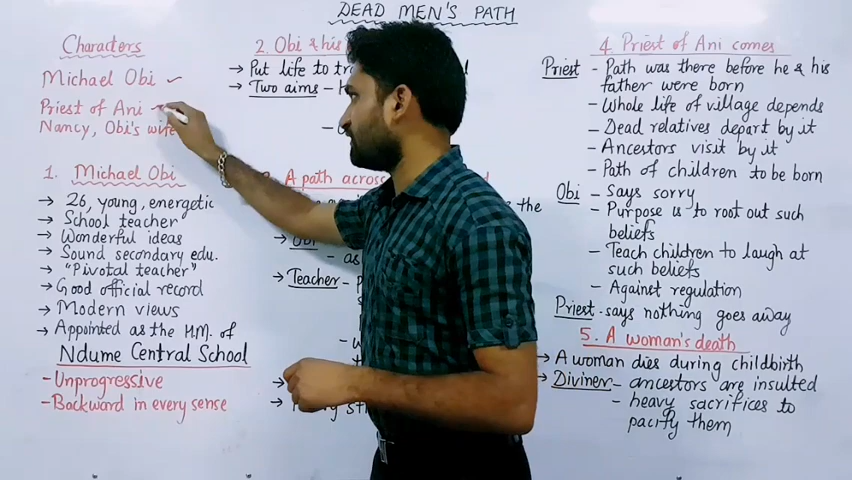 DEAD MEN'S PATH
Characters
Michael Obi
Priest of Ani
Nancy, Obi's wife
1. Michael Obi
→ 26, young, energetic
→ School teacher
→ Wonderful ideas
→ Sound secondary edu.
→ "Pivotal teacher"
→ Good official record
→ Modern views
→ Appointed as the H.M. of
Ndume Central School
- Unprogressive
- Backward in every sense
2. Obi & his
→ Put life to
→ Two aims -
A path across
the
→ Obi
- as
→ Teacher -
4 Priest of Ani comes
Priest - Path was there before he & his
father were born
- Whole life of village depends
- Dead relatives depart by it
- Ancestors visit by it
- Path of children to be born
Obi - Says sorry
- Purpose is to root out such
beliefs
- Teach children to laugh at
such beliefs
- Against regulation
Priest - says nothing goes away
5. A woman's death
→ A woman dies during childbirth
→ Diviner - ancestors are insulted
- heavy sacrifices to
pacify them